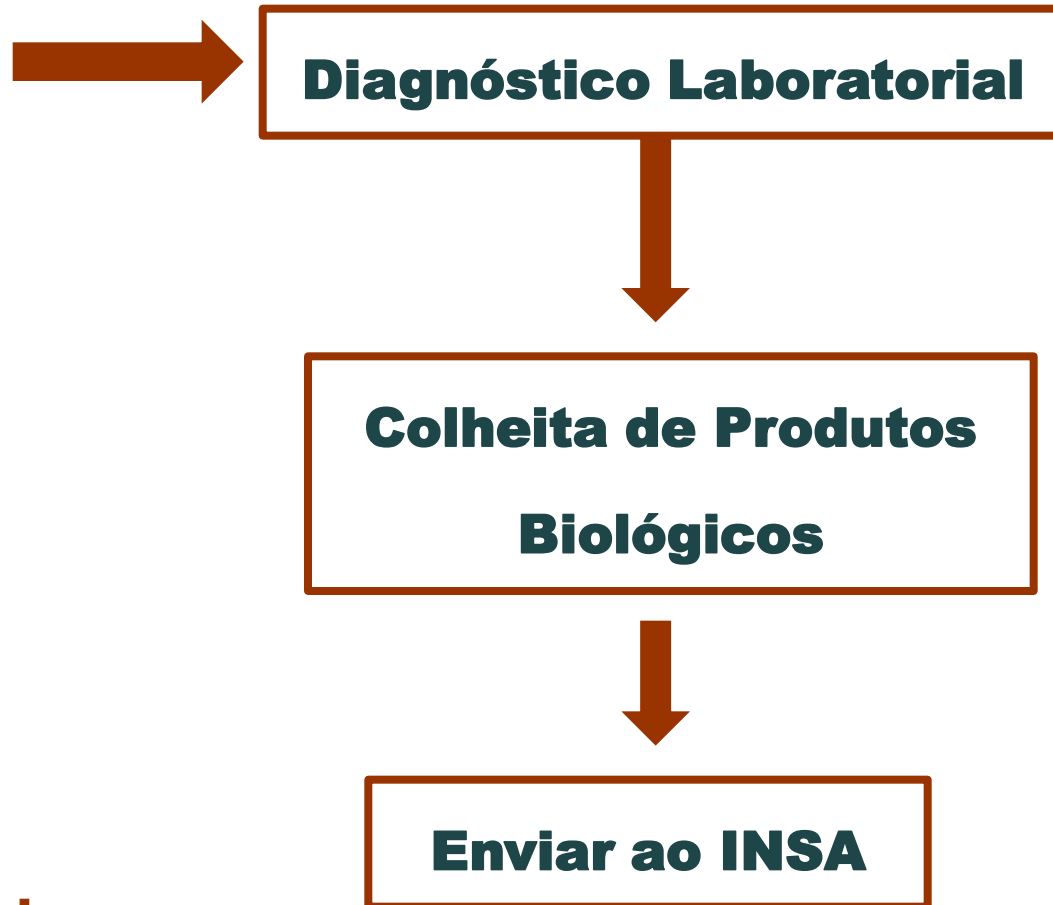 Diagnóstico Laboratorial
Colheita de Produtos
Biológicos
Enviar ao INSA